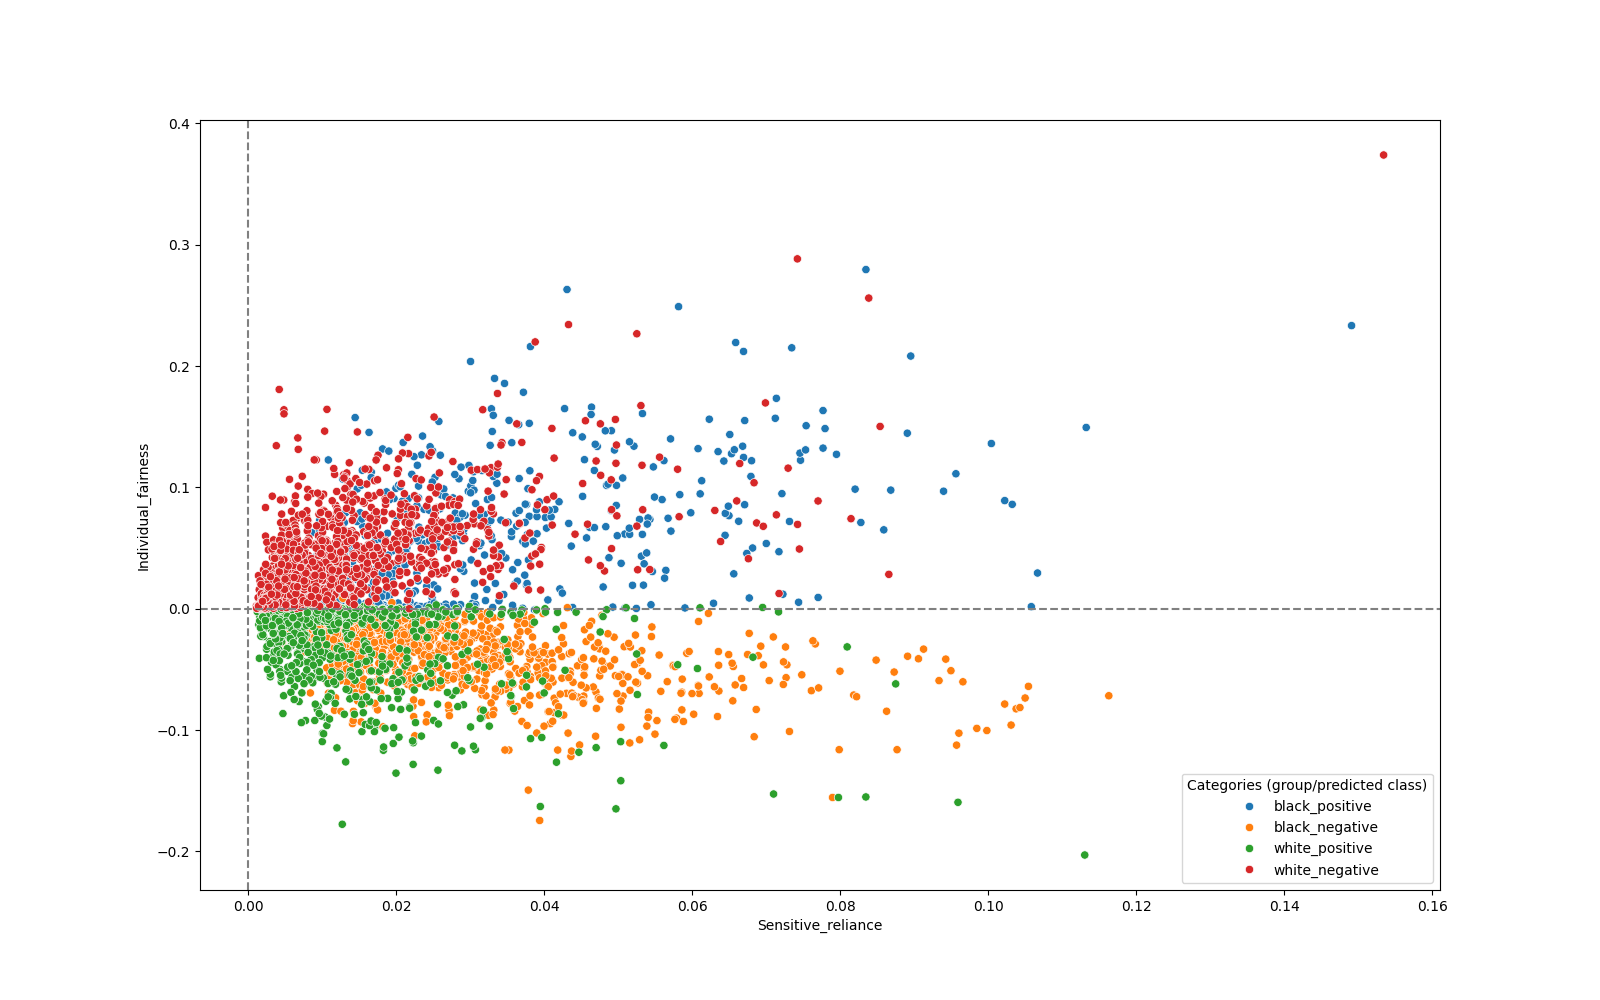 0.4
0.3
0.2
0.1
0.0
−0.1
−0.2
Individual_fairness
0.00 0.02 0.04 0.06 0.08 0.10 0.12 0.14 0.16
Sensitive_reliance
Categories (group/predicted class)
black_positive
black_negative
white_positive
white_negative